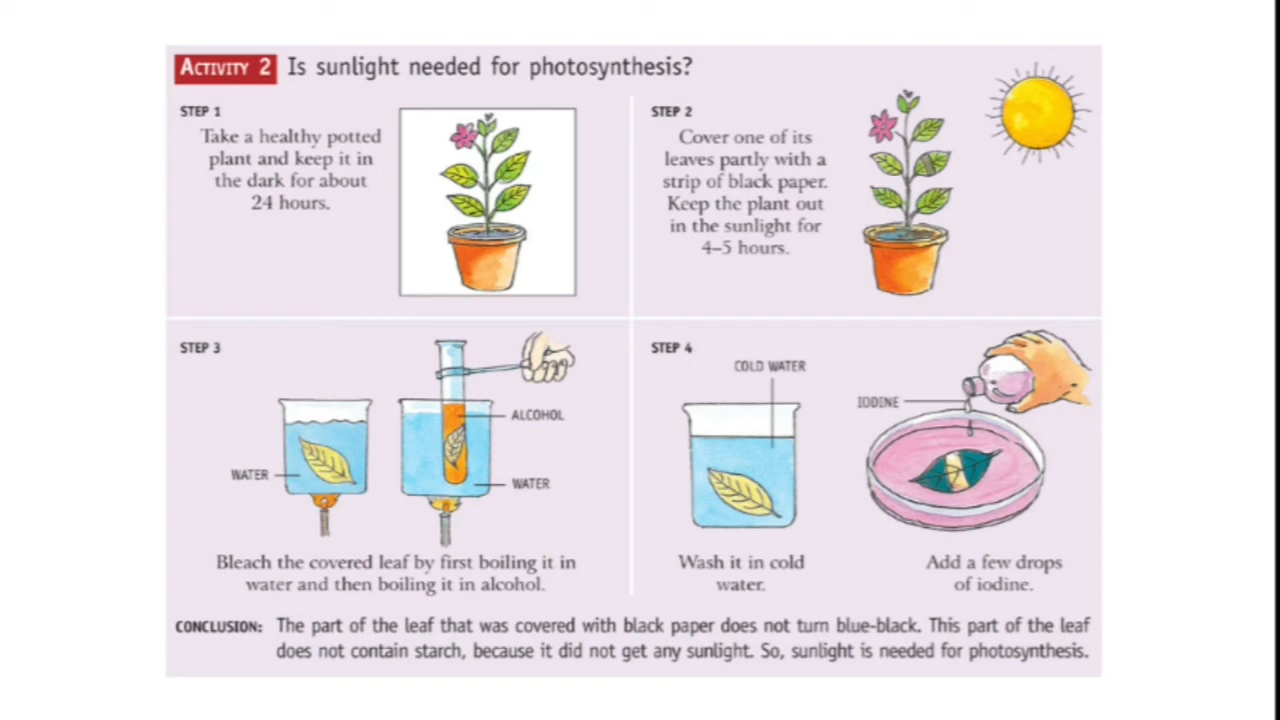 ACTIVITY 2 Is sunlight needed for photosynthesis?
STEP 1
Take a healthy potted
plant and keep it in
the dark for about
24 hours.
STEP 2
Cover one of its
leaves partly with a
strip of black paper.
Keep the plant out
in the sunlight for
4–5 hours.
STEP 3
ALCOHOL
WATER
WATER
Bleach the covered leaf by first boiling it in
water and then boiling it in alcohol.
STEP 4
COLD WATER
IODINE
Wash it in cold
water.
Add a few drops
of iodine.
CONCLUSION: The part of the leaf that was covered with black paper does not turn blue-black. This part of the leaf
does not contain starch, because it did not get any sunlight. So, sunlight is needed for photosynthesis.